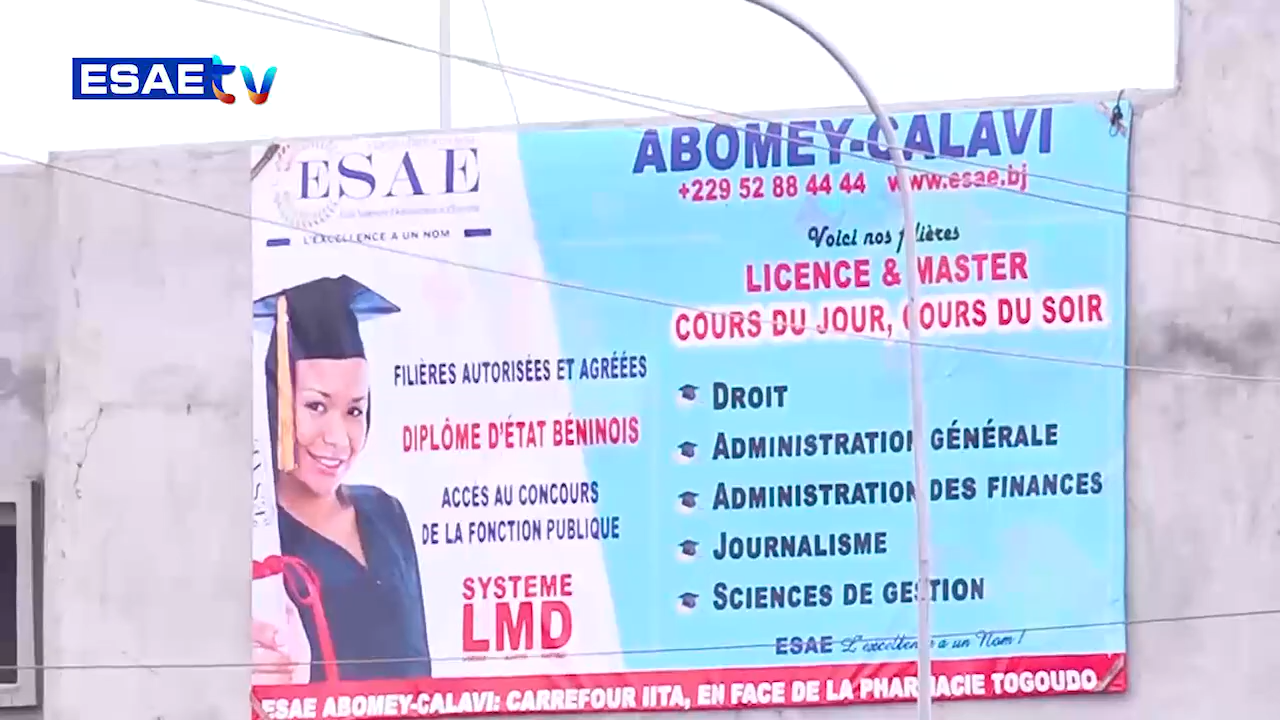 ESAE tv
ESAE
L'EXCELLENCE A UN NOM
FILIÈRES AUTORISÉES ET AGRÉÉES
DIPLÔME D'ÉTAT BÉNINOIS
ACCÈS AU CONCOURS
DE LA FONCTION PUBLIQUE
SYSTEME
LMD
ABOMEY-CALAVI
+229 52 88 44 44 www.esae.bj
Voici nos filières
LICENCE & MASTER
COURS DU JOUR, COURS DU SOIR
DROIT
ADMINISTRATION GÉNÉRALE
ADMINISTRATION DES FINANCES
JOURNALISME
SCIENCES DE GESTION
ESAE L'excellence a un Nom !
ESAE ABOMEY-CALAVI: CARREFOUR IITA, EN FACE DE LA PHARMACIE TOGOUDO
ESAE